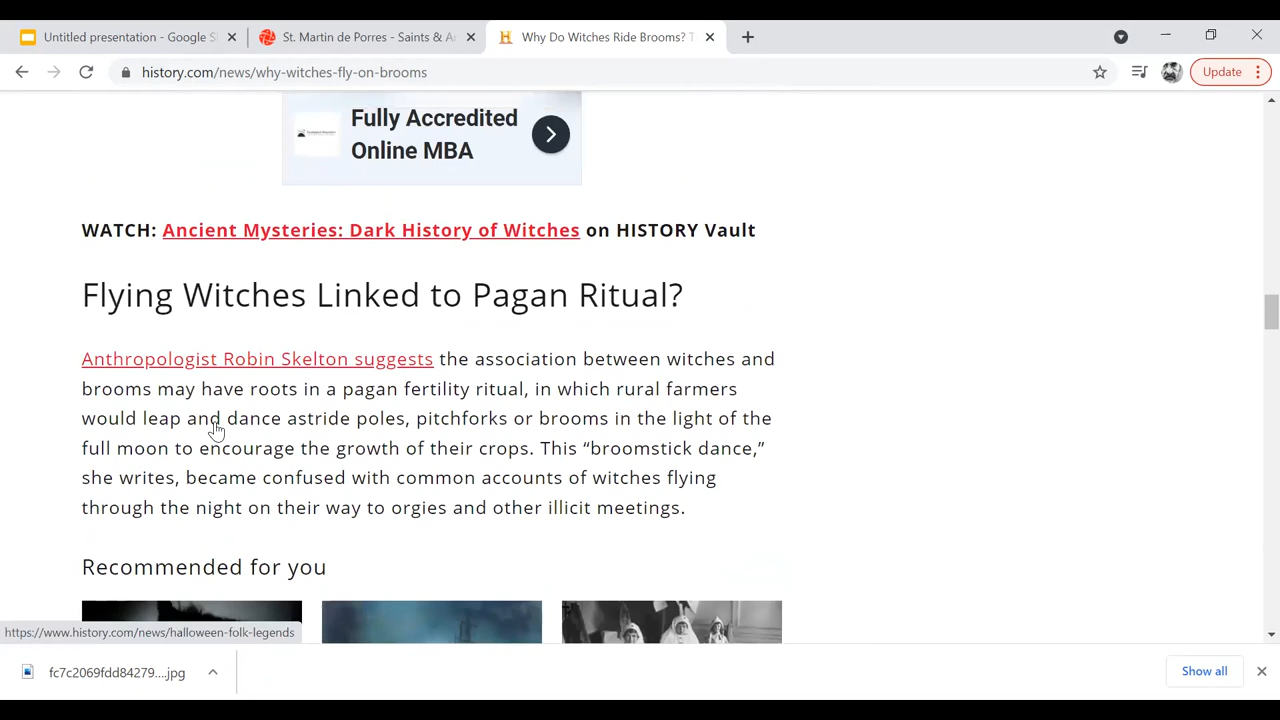 Untitled presentation - Google S
St. Martin de Porres - Saints & A
Why Do Witches Ride Brooms? T
history.com/news/why-witches-fly-on-brooms
Update
Fully Accredited
Online MBA
WATCH: Ancient Mysteries: Dark History of Witches on HISTORY Vault
Flying Witches Linked to Pagan Ritual?
Anthropologist Robin Skelton suggests the association between witches and
brooms may have roots in a pagan fertility ritual, in which rural farmers
would leap and dance astride poles, pitchforks or brooms in the light of the
full moon to encourage the growth of their crops. This “broomstick dance,”
she writes, became confused with common accounts of witches flying
through the night on their way to orgies and other illicit meetings.
Recommended for you
https://www.history.com/news/halloween-folk-legends
fc7c2069fdd84279....jpg
Show all